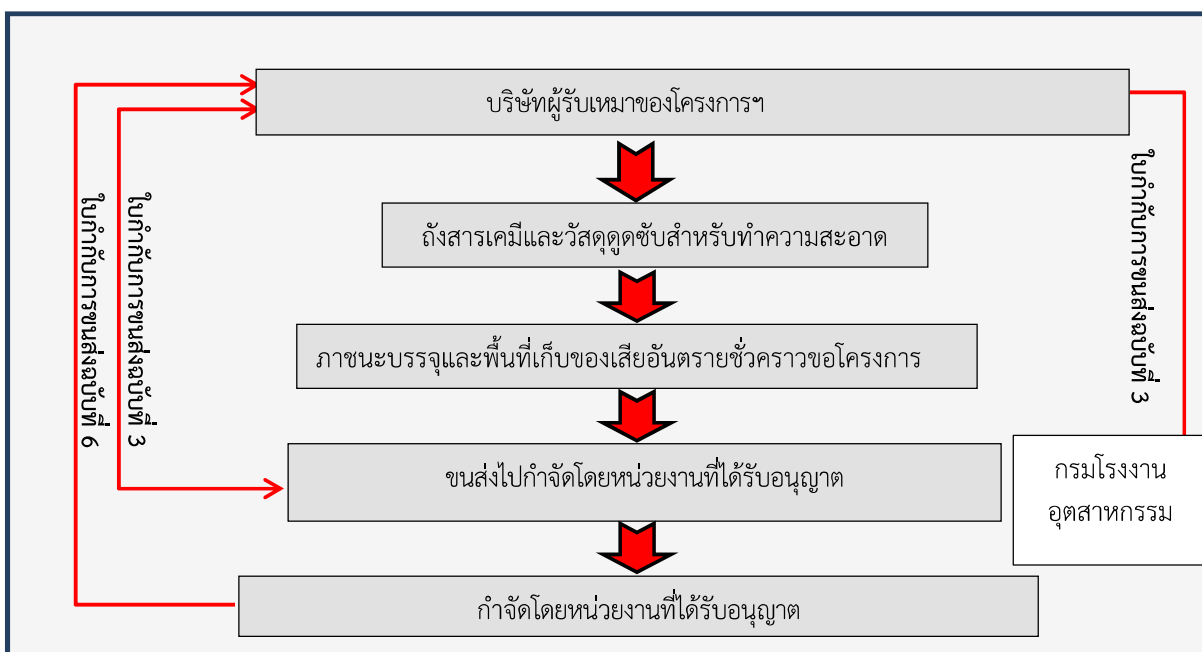 บริษัทผู้รับเหมาของโครงการฯ
ถังสารเคมีและวัสดุดูดซับสำหรับทำความสะอาด
ภาชนะบรรจุและพื้นที่เก็บของเสียอันตรายชั่วคราวขอโครงการ
ขนส่งไปกำจัดโดยหน่วยงานที่ได้รับอนุญาต
กำจัดโดยหน่วยงานที่ได้รับอนุญาต
ใบกำกับการขนส่งฉบับที่ 6
ใบกำกับการขนส่งฉบับที่ 3
ใบกำกับการขนส่งฉบับที่ 3
กรมโรงงาน
อุตสาหกรรม